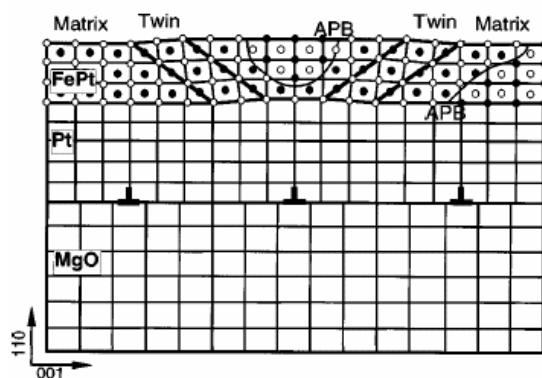 Matrix Twin APB Twin Matrix
FePt
APB
Pt
MgO
110
001